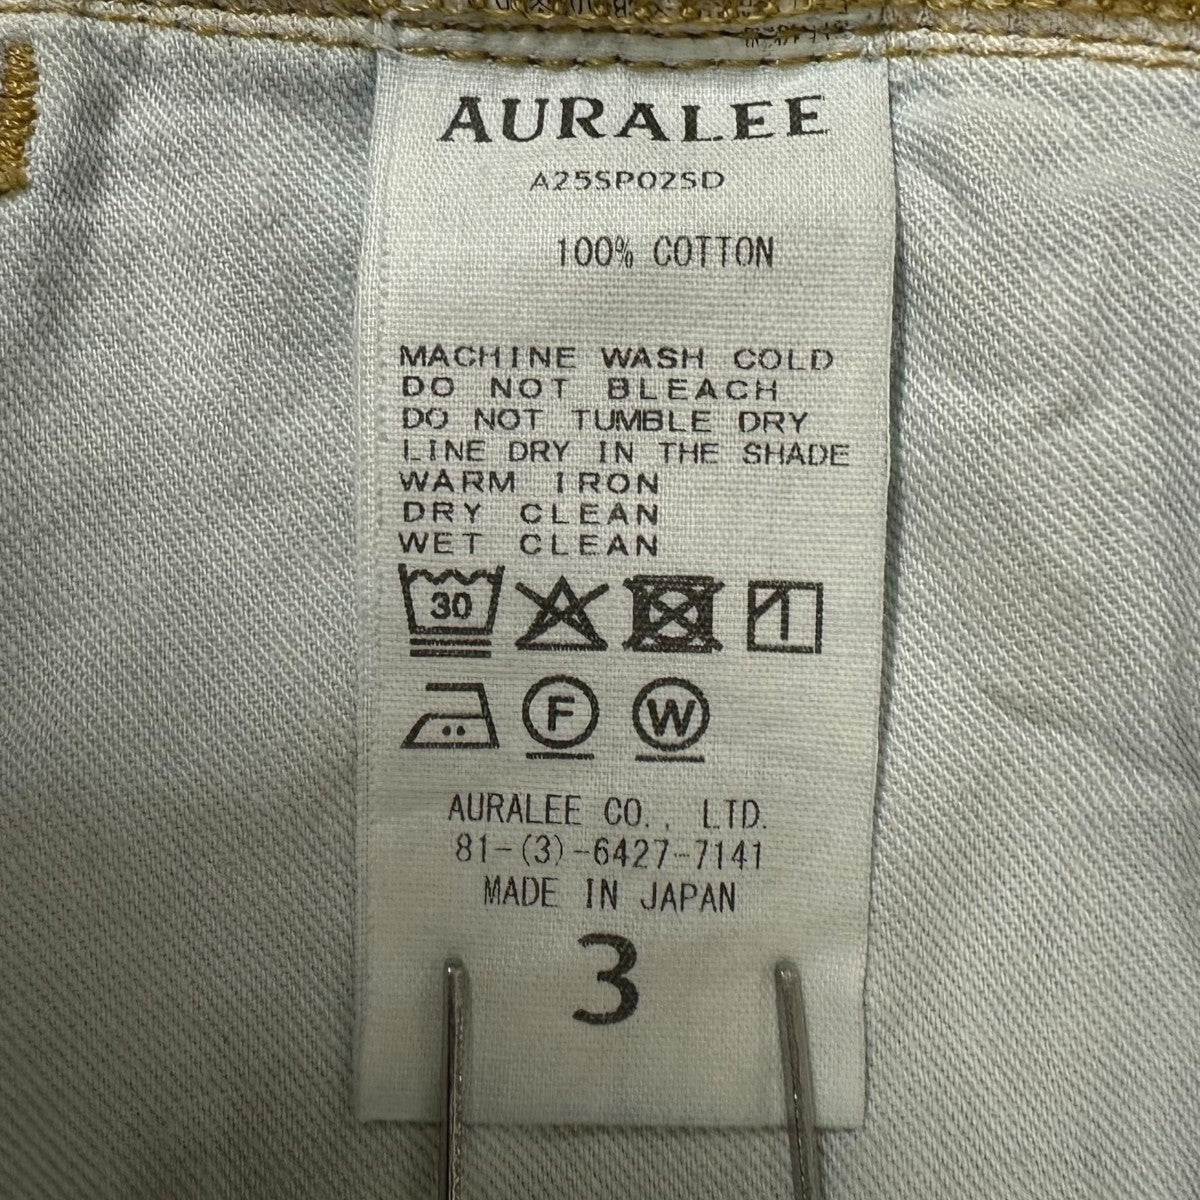 AURALEE
A25SP02SD
100% COTTON
MACHINE WASH COLD
DO NOT BLEACH
DO NOT TUMBLE DRY
LINE DRY IN THE SHADE
WARM IRON
DRY CLEAN
WET CLEAN
30
F W
AURALEE CO., LTD.
81-(3)-6427-7141
MADE IN JAPAN
3